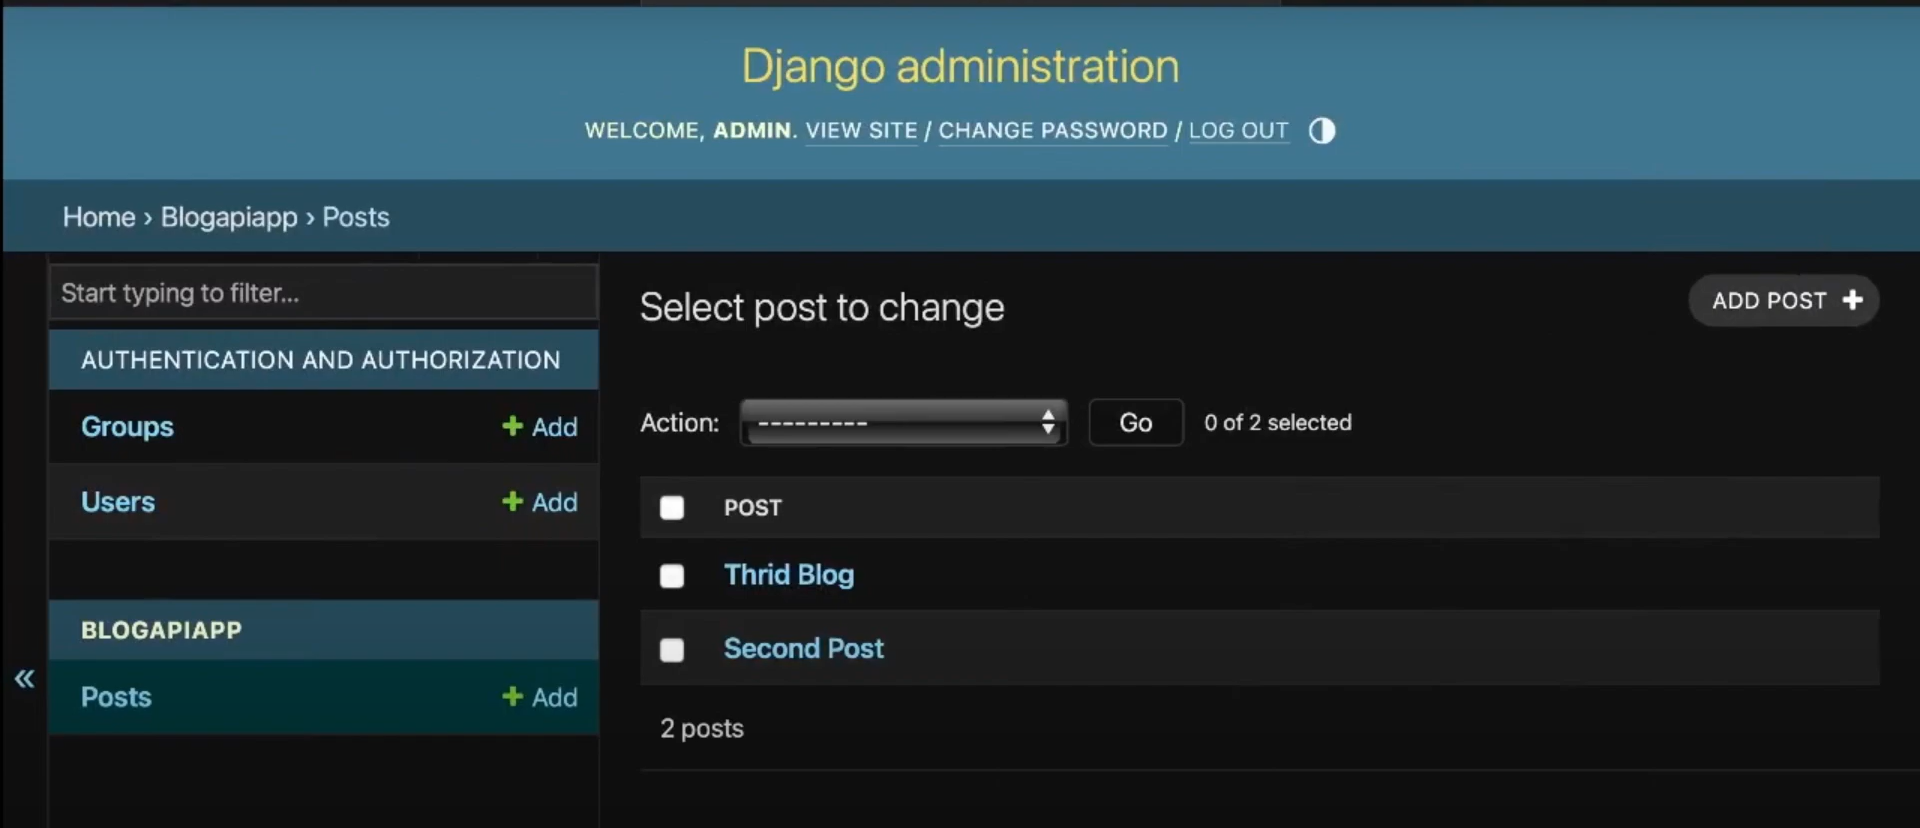 Django administration
WELCOME, ADMIN. VIEW SITE / CHANGE PASSWORD / LOG OUT
Home › Blogapiapp › Posts
Start typing to filter...
AUTHENTICATION AND AUTHORIZATION
Groups + Add
Users + Add
BLOGAPIAPP
« Posts + Add
Select post to change
ADD POST +
Action: --------- Go 0 of 2 selected
POST
Thrid Blog
Second Post
2 posts